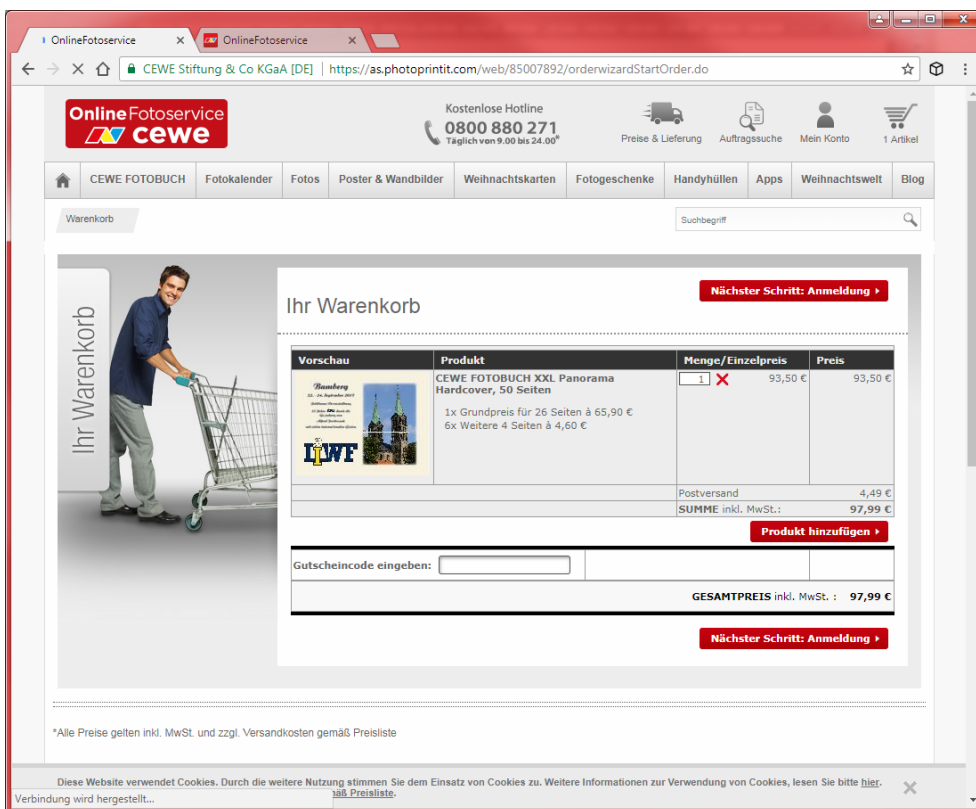 OnlineFotoservice
OnlineFotoservice
CEWE Stiftung & Co KGaA [DE] | https://as.photoprintit.com/web/85007892/orderwizardStartOrder.do
Online Fotoservice
cewe
Kostenlose Hotline
0800 880 271
Täglich von 9.00 bis 24.00*
Preise & Lieferung
Auftragssuche
Mein Konto
1 Artikel
CEWE FOTOBUCH
Fotokalender
Fotos
Poster & Wandbilder
Weihnachtskarten
Fotogeschenke
Handyhüllen
Apps
Weihnachtswelt
Blog
Warenkorb
Suchbegriff
Ihr Warenkorb
Ihr Warenkorb
Nächster Schritt: Anmeldung
Vorschau Produkt Menge/Einzelpreis Preis
Bamberg
LIWF
CEWE FOTOBUCH XXL Panorama
Hardcover, 50 Seiten
1x Grundpreis für 26 Seiten à 65,90 €
6x Weitere 4 Seiten à 4,60 €
1 93,50 € 93,50 €
Postversand 4,49 €
SUMME inkl. MwSt.: 97,99 €
Produkt hinzufügen
Gutscheincode eingeben:
GESAMTPREIS inkl. MwSt. : 97,99 €
Nächster Schritt: Anmeldung
*Alle Preise gelten inkl. MwSt. und zzgl. Versandkosten gemäß Preisliste
Diese Website verwendet Cookies. Durch die weitere Nutzung stimmen Sie dem Einsatz von Cookies zu. Weitere Informationen zur Verwendung von Cookies, lesen Sie bitte hier.
Preisliste.
Verbindung wird hergestellt...